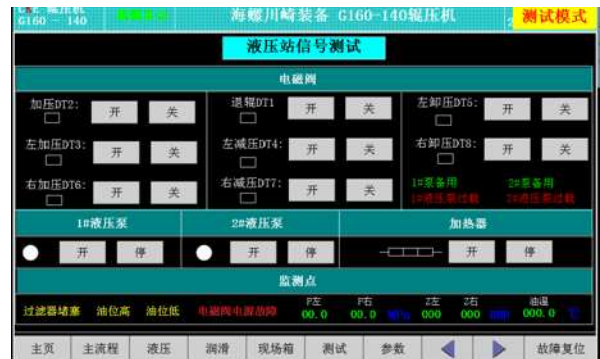 G160 - 140
海螺川崎装备 G160-140辊压机
测试模式
液压站信号测试
电磁阀
加压DT2: 开 关 退辊DT1 开 关 左卸压DT5: 开 关
左加压DT3: 开 关 左减压DT4: 开 关 右卸压DT8: 开 关
右加压DT6: 开 关 右减压DT7: 开 关 1#泵备用 2#泵备用
1#液压泵过载 2#液压泵过载
1#液压泵 2#液压泵 加热器
开 停 开 停 开 停
监测点
过滤器堵塞 油位高 油位低 电磁阀电源故障 P左 P右 Z左 Z右 油温
00.0 00.0 MPa 000 000 000.0
主页 主流程 液压 润滑 现场箱 测试 参数 故障复位